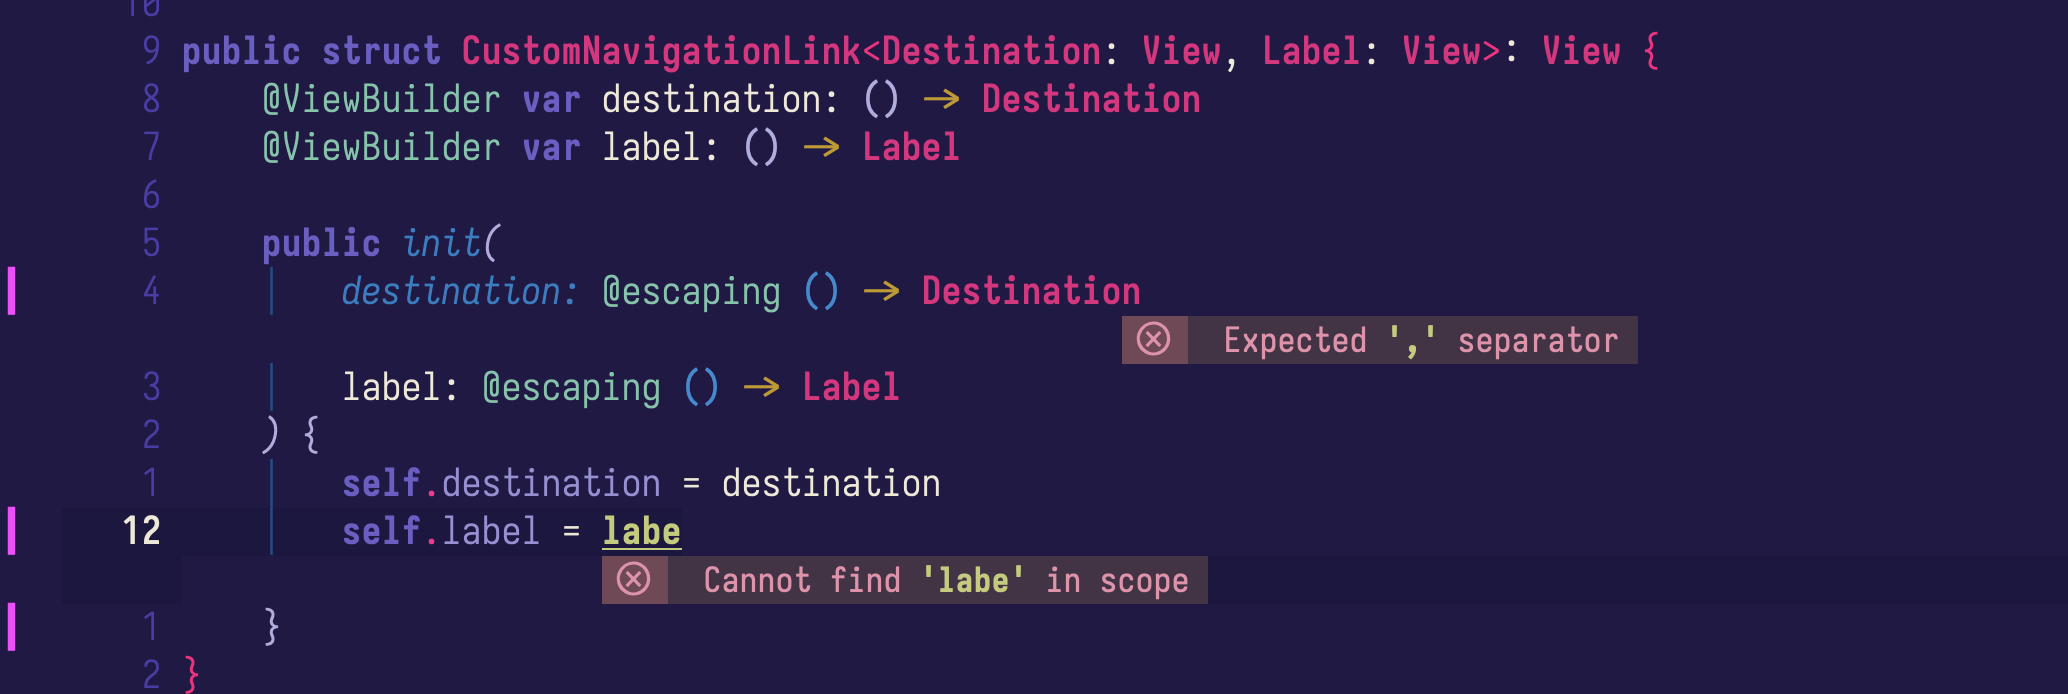 10
9 public struct CustomNavigationLink<Destination: View, Label: View>: View {
8 @ViewBuilder var destination: () -> Destination
7 @ViewBuilder var label: () -> Label
6
5 public init(
4 destination: @escaping () -> Destination
Expected ',' separator
3 label: @escaping () -> Label
2 ) {
1 self.destination = destination
12 self.label = labe
Cannot find 'labe' in scope
1 }
2 }